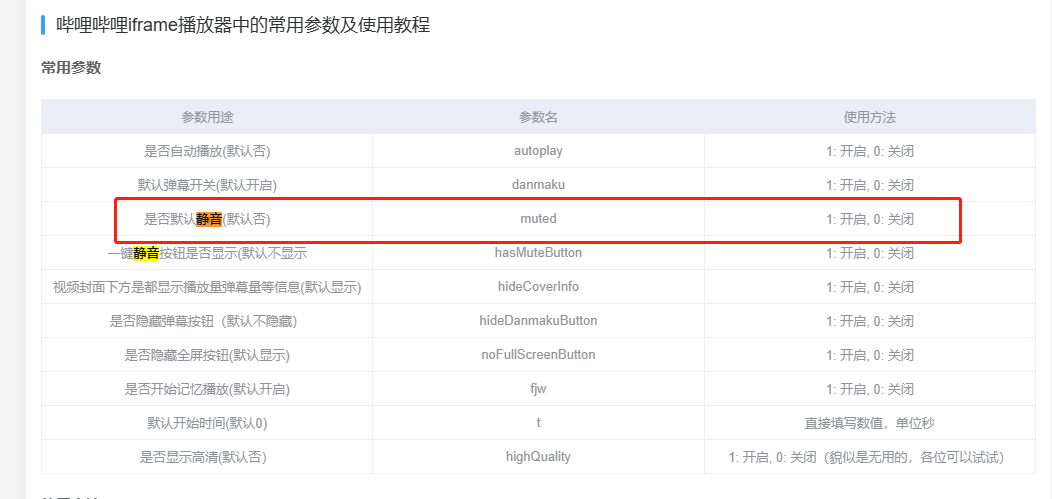 哔哩哔哩iframe播放器中的常用参数及使用教程
常用参数
参数用途 参数名 使用方法
是否自动播放(默认否) autoplay 1: 开启, 0: 关闭
默认弹幕开关(默认开启) danmaku 1: 开启, 0: 关闭
是否默认静音(默认否) muted 1: 开启, 0: 关闭
一键静音按钮是否显示(默认不显示 hasMuteButton 1: 开启, 0: 关闭
视频封面下方是都显示播放量弹幕量等信息(默认显示) hideCoverInfo 1: 开启, 0: 关闭
是否隐藏弹幕按钮（默认不隐藏） hideDanmakuButton 1: 开启, 0: 关闭
是否隐藏全屏按钮(默认显示) noFullScreenButton 1: 开启, 0: 关闭
是否开始记忆播放(默认开启) fjw 1: 开启, 0: 关闭
默认开始时间(默认0) t 直接填写数值，单位秒
是否显示高清(默认否） highQuality 1: 开启, 0: 关闭（貌似是无用的，各位可以试试）